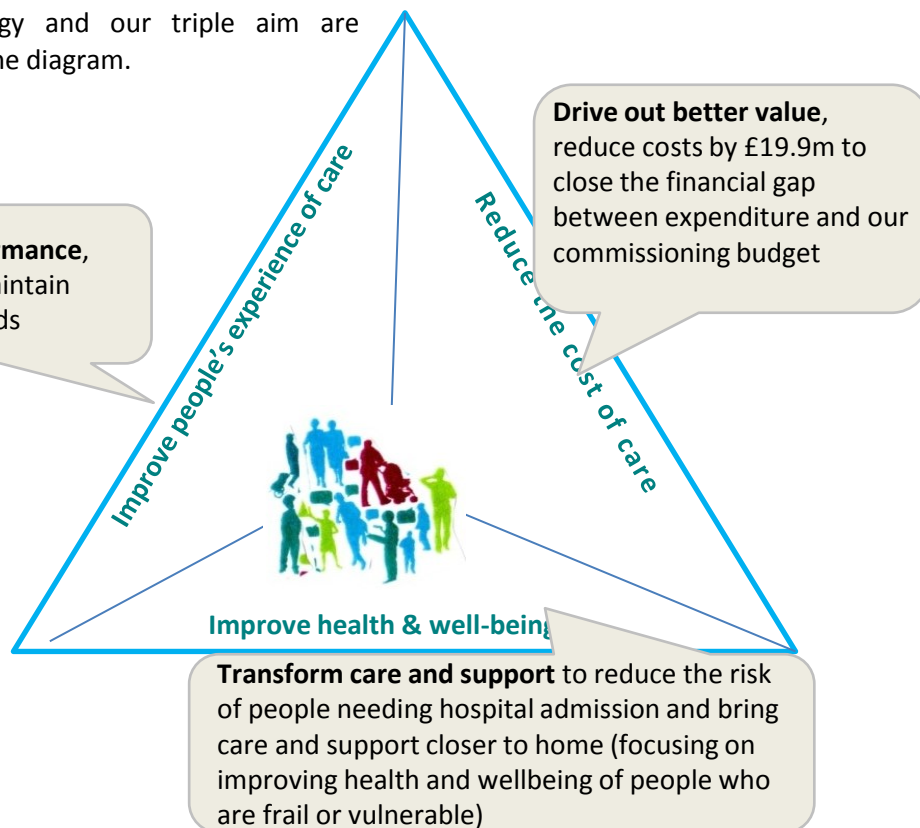 gy and our triple aim are
he diagram.
Drive out better value,
reduce costs by £19.9m to
close the financial gap
between expenditure and our
commissioning budget
rmance,
aintain
ds
Improve people's experience of care
Reduce the cost of care
Improve health & well-being
Transform care and support to reduce the risk
of people needing hospital admission and bring
care and support closer to home (focusing on
improving health and wellbeing of people who
are frail or vulnerable)